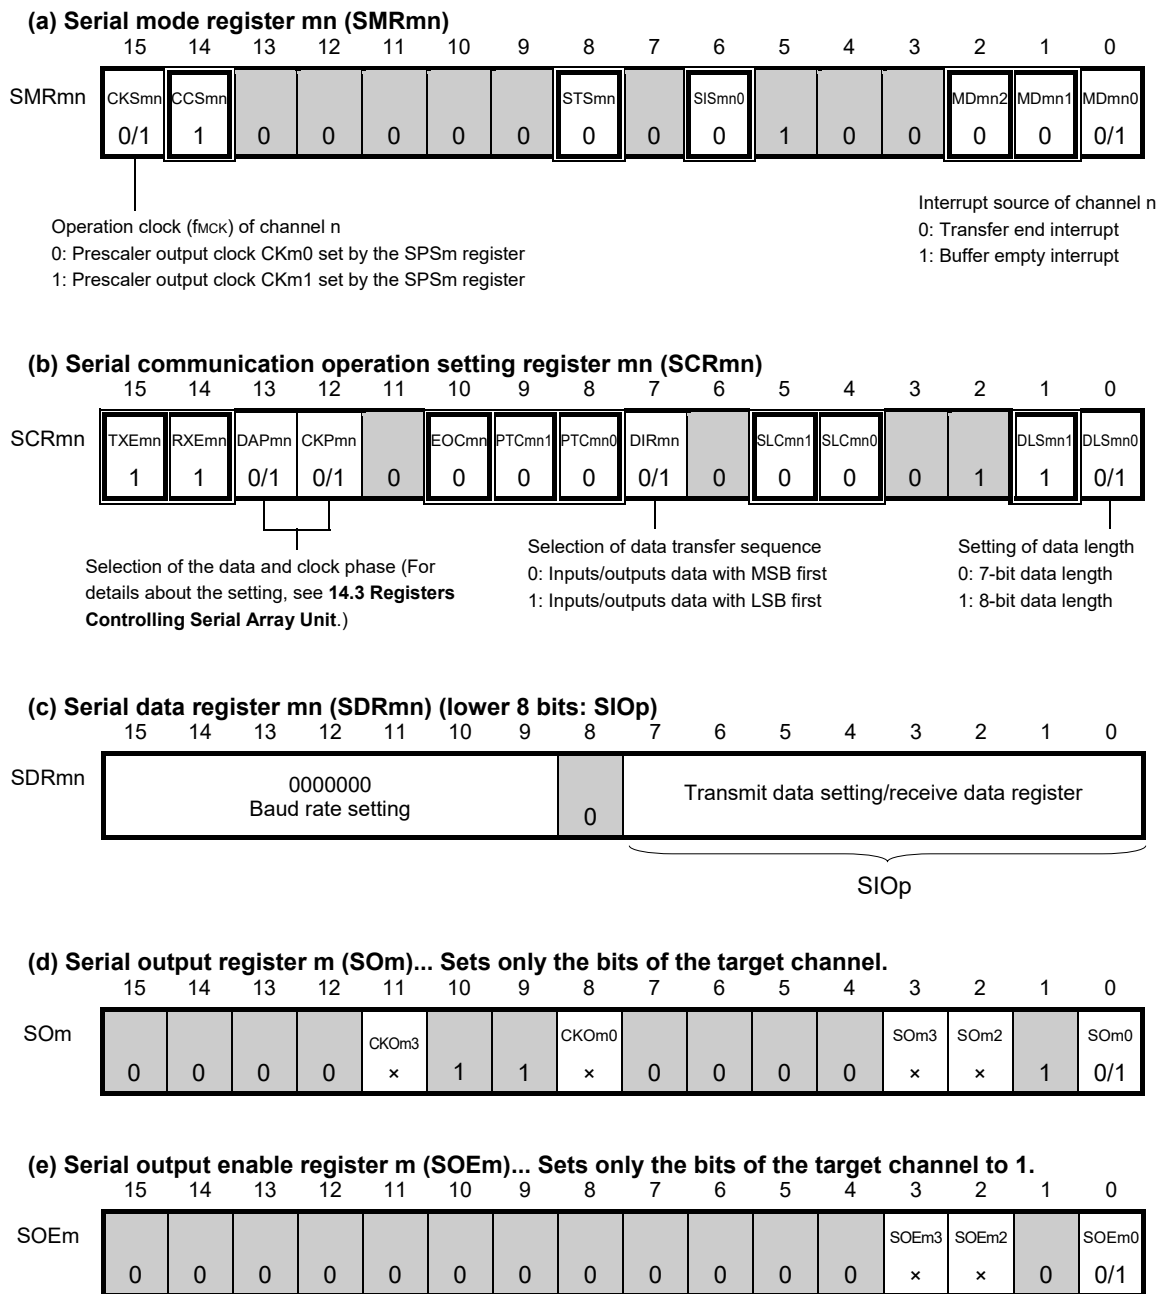 (a) Serial mode register mn (SMRmn)
15 14 13 12 11 10 9 8 7 6 5 4 3 2 1 0
SMRmn CKSmn CCSmn STSmn SISmn0 MDmn2 MDmn1 MDmn0
0/1 1 0 0 0 0 0 0 0 0 1 0 0 0 0 0/1
Interrupt source of channel n
0: Transfer end interrupt
1: Buffer empty interrupt
Operation clock (fMCK) of channel n
0: Prescaler output clock CKm0 set by the SPSm register
1: Prescaler output clock CKm1 set by the SPSm register
(b) Serial communication operation setting register mn (SCRmn)
15 14 13 12 11 10 9 8 7 6 5 4 3 2 1 0
SCRmn TXEmn RXEmn DAPmn CKPmn EOCmn PTCmn1 PTCmn0 DIRmn SLCmn1 SLCmn0 DLSmn1 DLSmn0
1 1 0/1 0/1 0 0 0 0 0/1 0 0 0 0 1 1 0/1
Selection of the data and clock phase (For
details about the setting, see 14.3 Registers
Controlling Serial Array Unit.)
Selection of data transfer sequence
0: Inputs/outputs data with MSB first
1: Inputs/outputs data with LSB first
Setting of data length
0: 7-bit data length
1: 8-bit data length
(c) Serial data register mn (SDRmn) (lower 8 bits: SIOp)
15 14 13 12 11 10 9 8 7 6 5 4 3 2 1 0
SDRmn
0000000
Baud rate setting
0
Transmit data setting/receive data register
SIOp
(d) Serial output register m (SOm)... Sets only the bits of the target channel.
15 14 13 12 11 10 9 8 7 6 5 4 3 2 1 0
SOm CKOm3 CKOm0 SOm3 SOm2 SOm0
0 0 0 0 × 1 1 × 0 0 0 0 × × 1 0/1
(e) Serial output enable register m (SOEm)... Sets only the bits of the target channel to 1.
15 14 13 12 11 10 9 8 7 6 5 4 3 2 1 0
SOEm SOEm3 SOEm2 SOEm0
0 0 0 0 0 0 0 0 0 0 0 0 × × 0 0/1